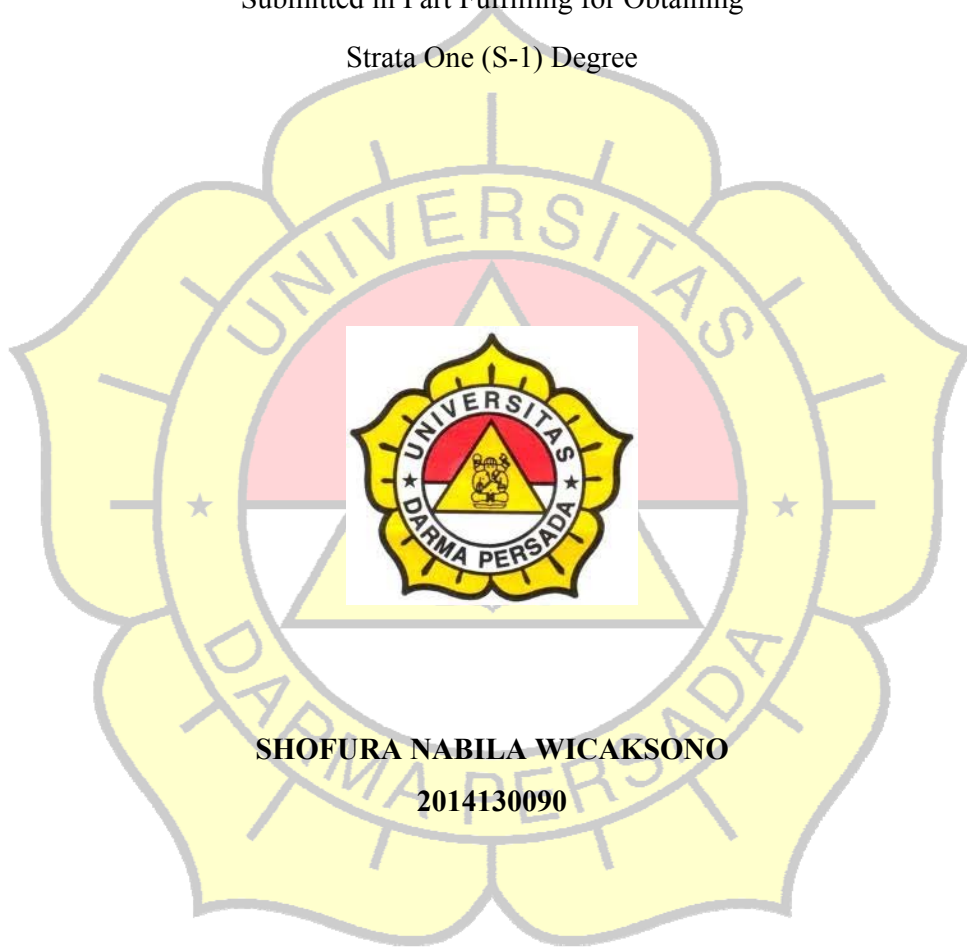 Submitted in Part Fulfilling for Obtaining
Strata One (S-1) Degree
UNIVERSITAS
DARMA PERSADA
UNIVERSITAS
DARMA PERSADA
SHOFURA NABILA WICAKSONO
2014130090